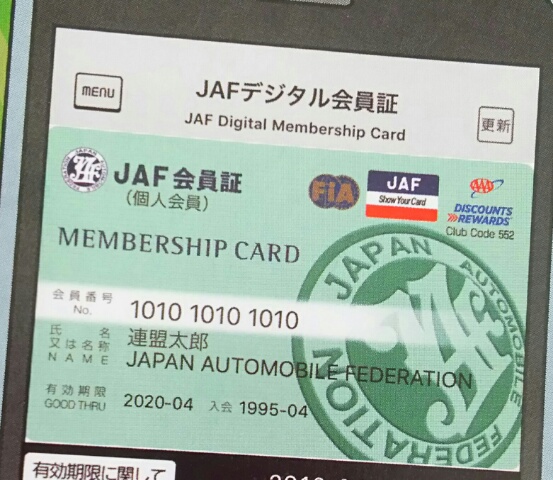 MENU
JAFデジタル会員証
JAF Digital Membership Card
更新
JAF会員証
(個人会員)
FiA
JAF
Show Your Card
AAA
DISCOUNTS
& REWARDS
Club Code 552
MEMBERSHIP CARD
会員番号
No.
1010 1010 1010
氏名
又は名称
NAME
連盟太郎
JAPAN AUTOMOBILE FEDERATION
有効期限
GOOD THRU
2020-04
入会 1995-04
JAPAN AUTOMOBILE FEDERATION
有効期限に関して